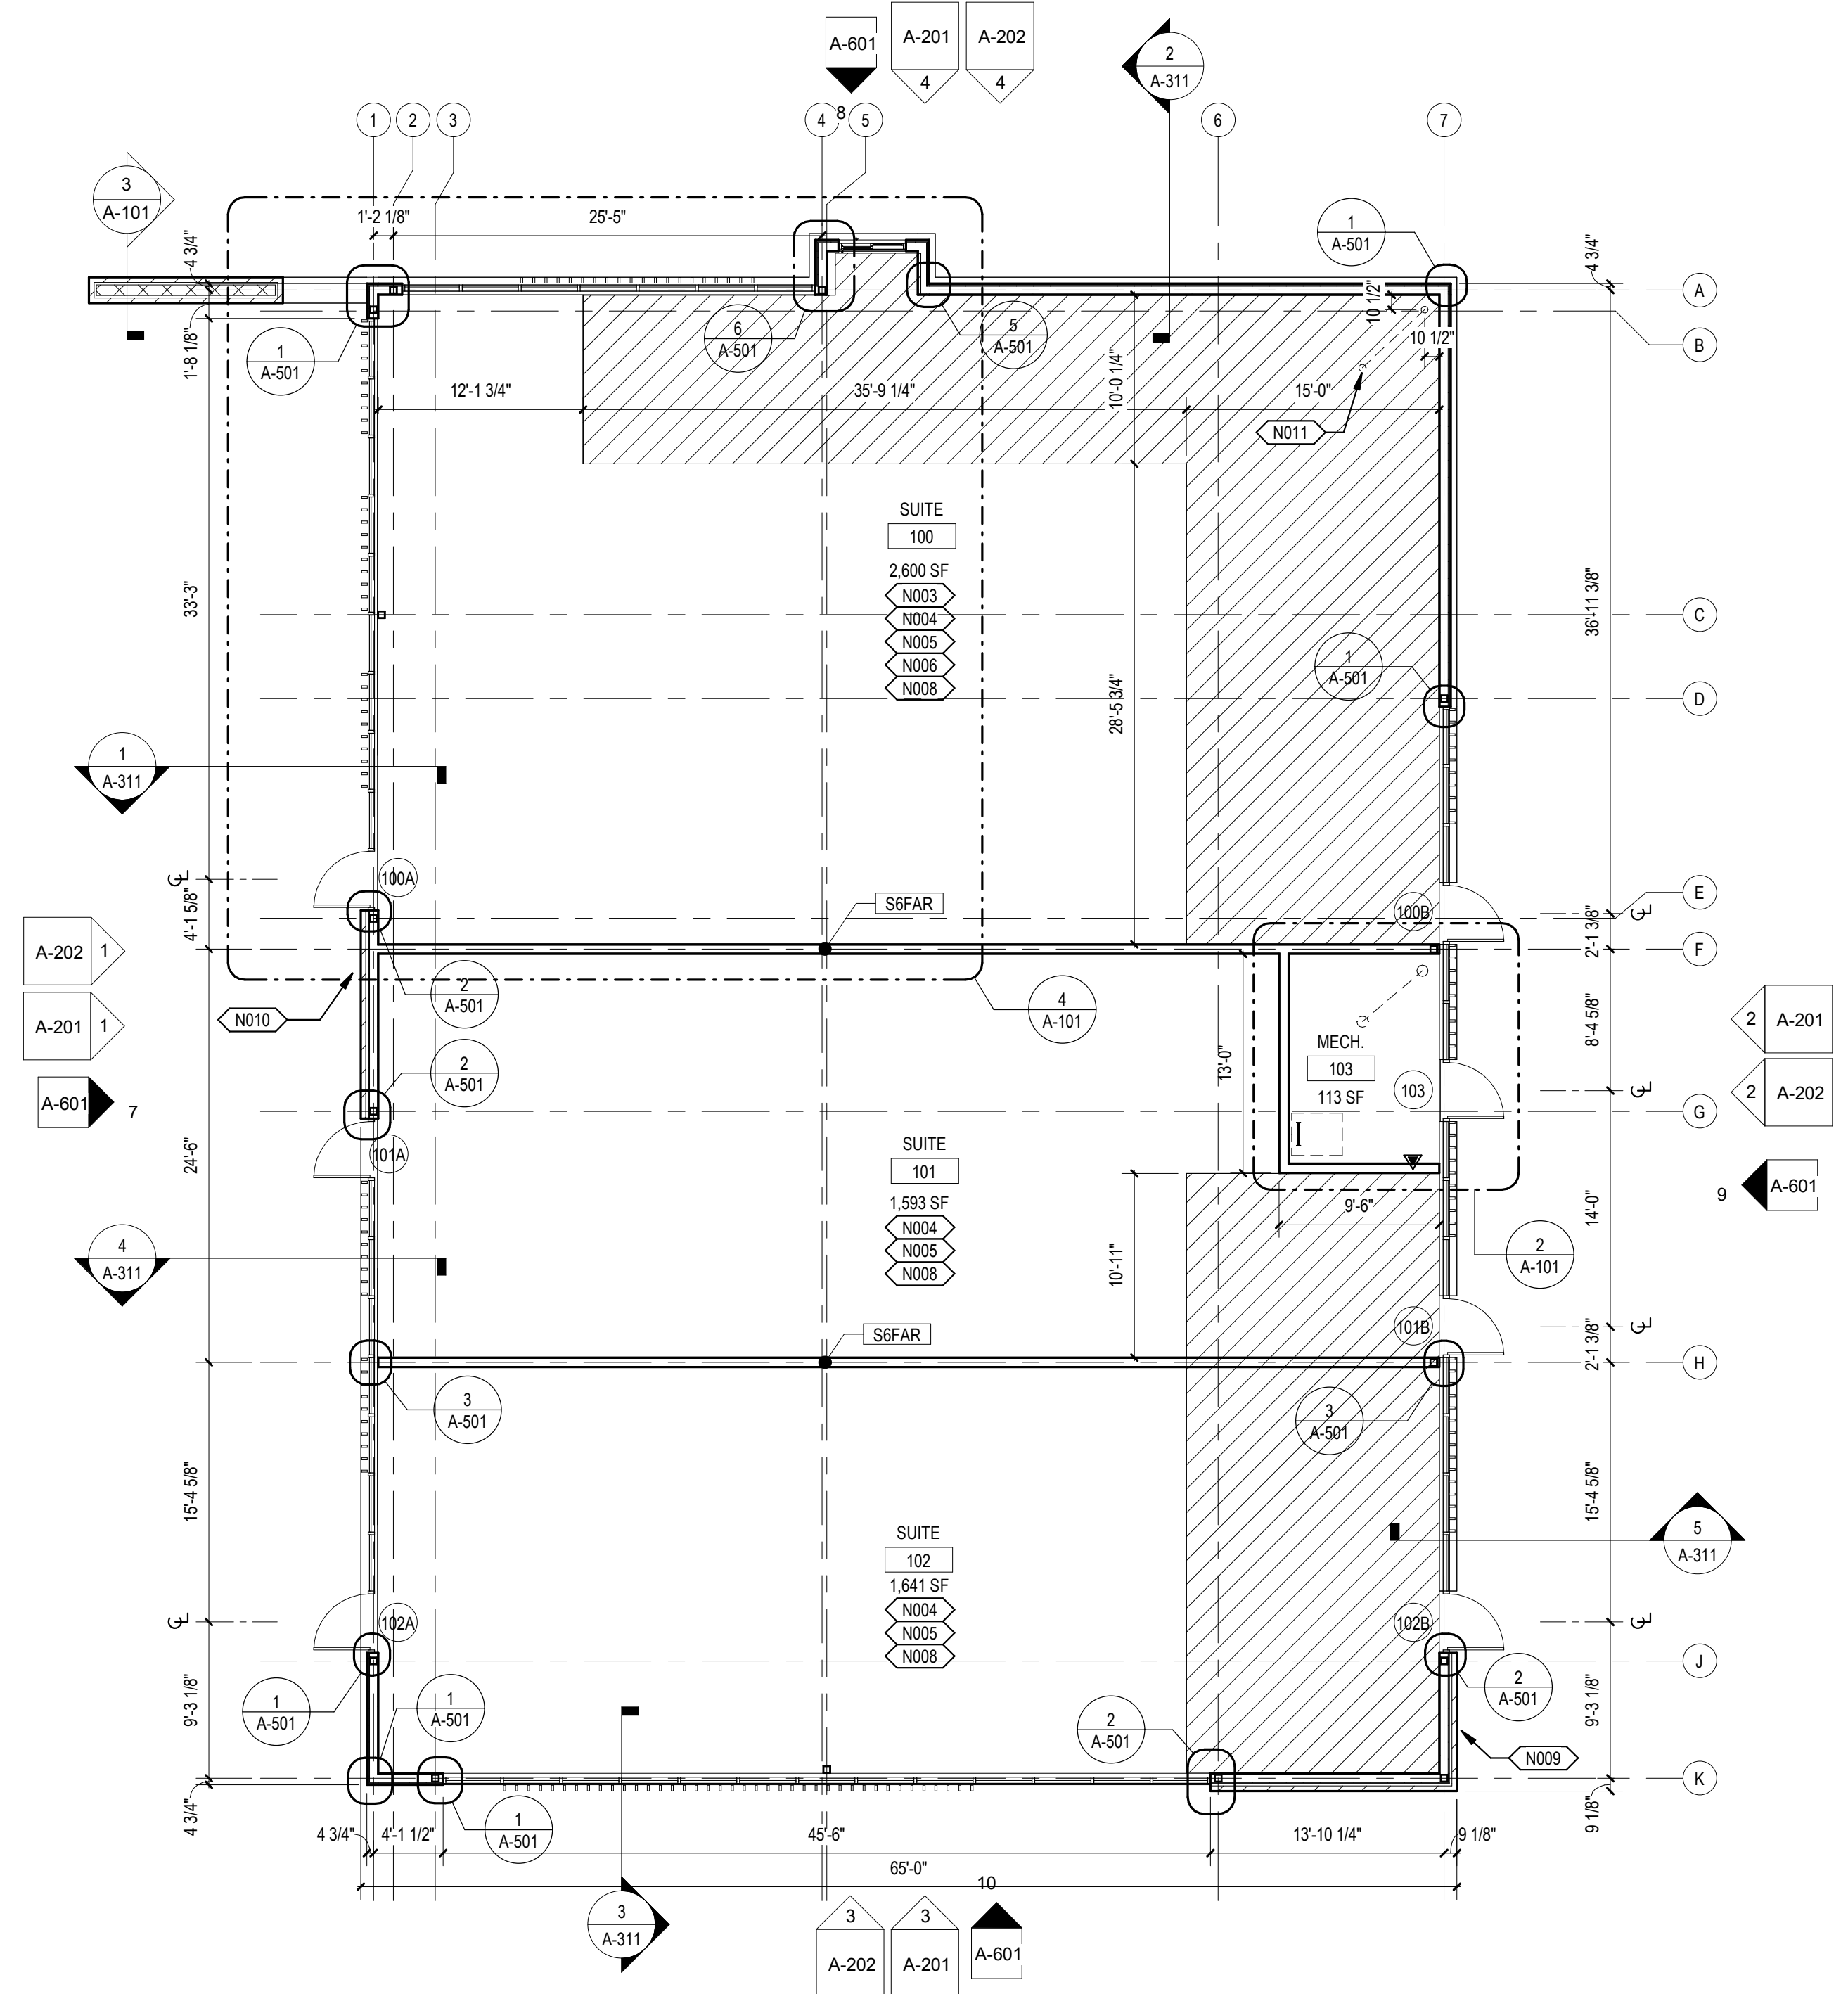 A-601
8
A-201
4
A-202
4
2
A-311
1
2
3
4
5
6
7
3
A-101
1'-2 1/8"
25'-5"
1
A-501
4 3/4"
4 3/4"
A
B
1'-8 1/8"
1
A-501
6
A-501
5
A-501
10 1/2"
10 1/2"
12'-1 3/4"
35'-9 1/4"
10'-0 1/4"
15'-0"
N011
SUITE
100
2,600 SF
N003
N004
N005
N006
N008
33'-3"
36'-11 3/8"
C
1
A-501
D
28'-5 3/4"
1
A-311
CL
100A
4'-1 5/8"
S6FAR
100B
CL
E
2'-1 3/8"
F
A-202
1
A-201
1
A-601
7
N010
2
A-501
2
A-501
4
A-101
8'-4 5/8"
2
A-201
2
A-202
MECH.
103
113 SF
103
CL
G
13'-0"
101A
24'-6"
SUITE
101
1,593 SF
N004
N005
N008
9'-6"
14'-0"
9
A-601
4
A-311
10'-11"
2
A-101
S6FAR
101B
CL
2'-1 3/8"
H
3
A-501
3
A-501
15'-4 5/8"
15'-4 5/8"
SUITE
102
1,641 SF
N004
N005
N008
5
A-311
CL
102A
102B
CL
J
1
A-501
1
A-501
2
A-501
2
A-501
9'-3 1/8"
9'-3 1/8"
N009
K
4 3/4"
9 1/8"
1
A-501
4 3/4"
4'-1 1/2"
45'-6"
13'-10 1/4"
9 1/8"
65'-0"
10
3
A-311
3
A-202
3
A-201
A-601